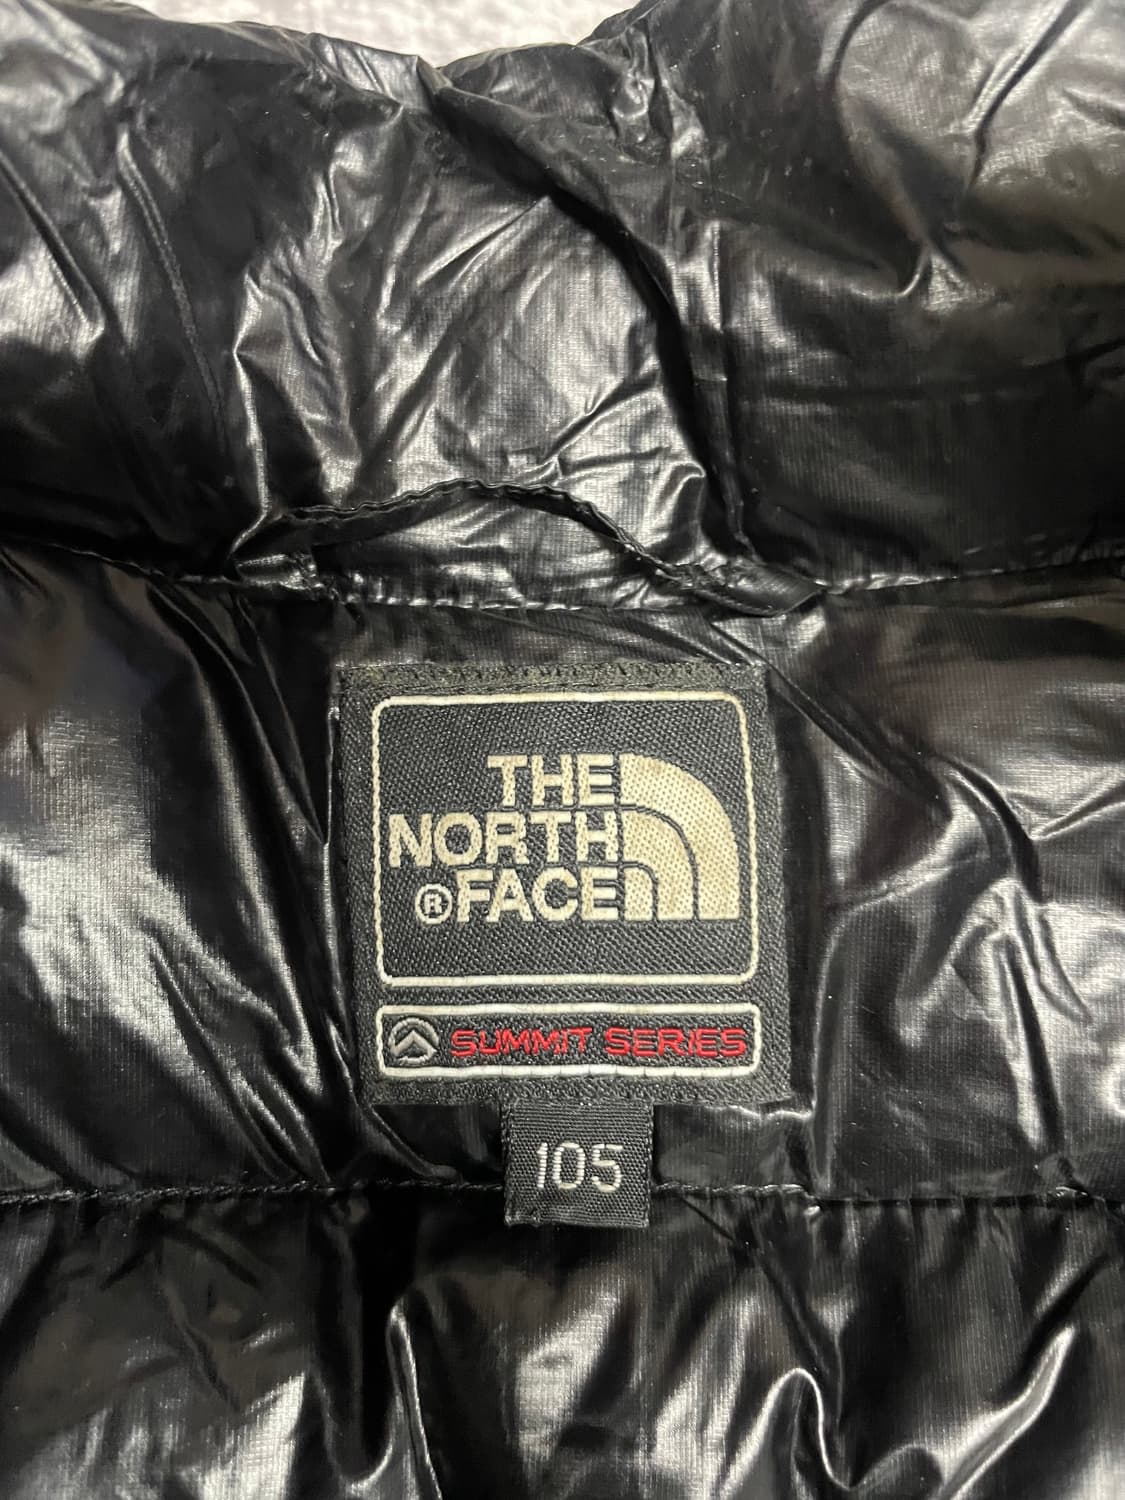 THE
NORTH
®FACE
SUMMIT SERIES
105